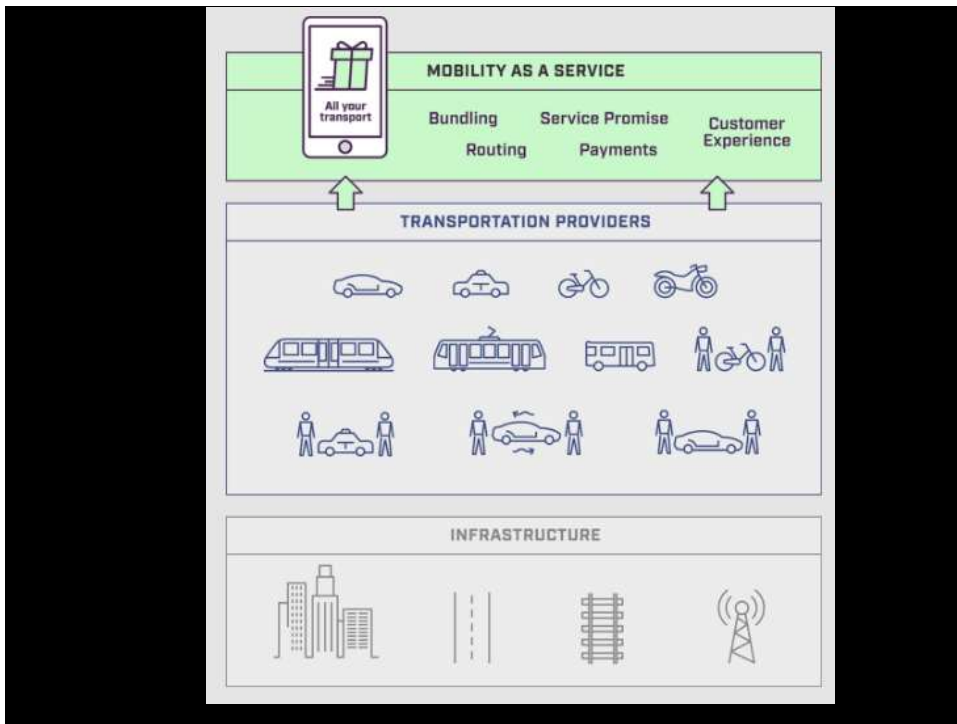 MOBILITY AS A SERVICE
All your
transport
Bundling
Service Promise
Customer
Experience
Routing
Payments
TRANSPORTATION PROVIDERS
INFRASTRUCTURE